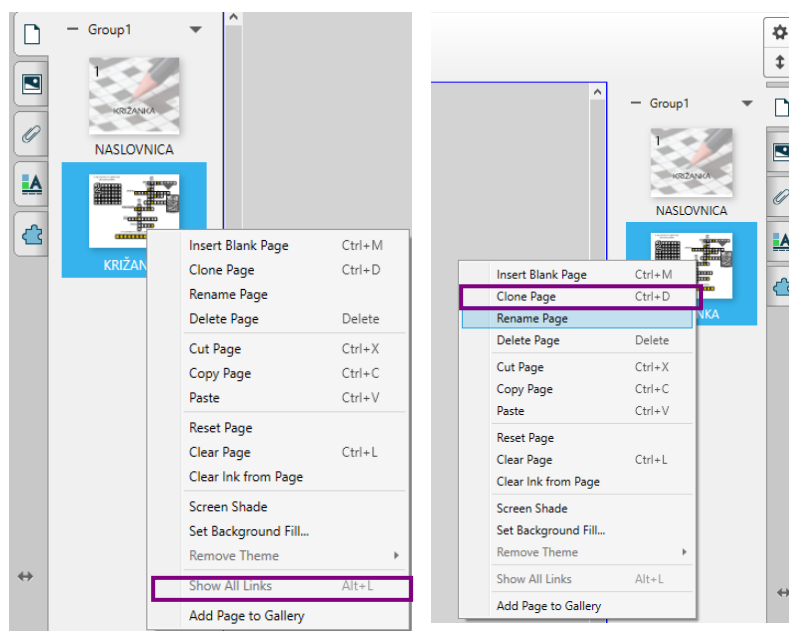 Group1
1
KRIŽANKA
NASLOVNICA
KRIŽAN
Insert Blank Page Ctrl+M
Clone Page Ctrl+D
Rename Page
Delete Page Delete
Cut Page Ctrl+X
Copy Page Ctrl+C
Paste Ctrl+V
Reset Page
Clear Page Ctrl+L
Clear Ink from Page
Screen Shade
Set Background Fill...
Remove Theme
Show All Links Alt+L
Add Page to Gallery
Group1
1
KRIŽANKA
NASLOVNICA
NKA
Insert Blank Page Ctrl+M
Clone Page Ctrl+D
Rename Page
Delete Page Delete
Cut Page Ctrl+X
Copy Page Ctrl+C
Paste Ctrl+V
Reset Page
Clear Page Ctrl+L
Clear Ink from Page
Screen Shade
Set Background Fill...
Remove Theme
Show All Links Alt+L
Add Page to Gallery